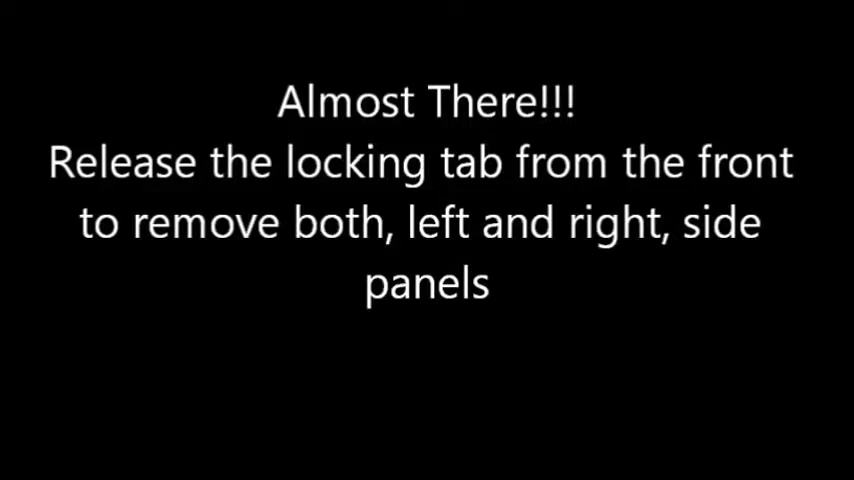 Almost There!!!
Release the locking tab from the front
to remove both, left and right, side
panels